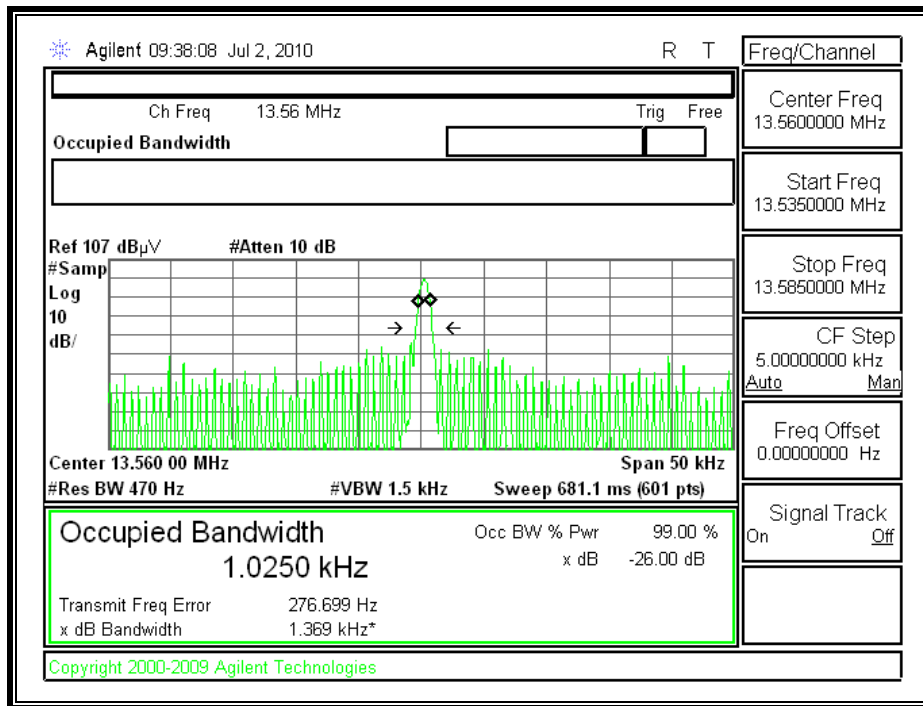 Agilent 09:38:08 Jul 2, 2010 R T
Ch Freq 13.56 MHz Trig Free
Occupied Bandwidth
Ref 107 dBµV #Atten 10 dB
#Samp
Log
10
dB/
Center 13.560 00 MHz Span 50 kHz
#Res BW 470 Hz #VBW 1.5 kHz Sweep 681.1 ms (601 pts)
Occupied Bandwidth Occ BW % Pwr 99.00 %
1.0250 kHz x dB -26.00 dB
Transmit Freq Error 276.699 Hz
x dB Bandwidth 1.369 kHz*
Copyright 2000-2009 Agilent Technologies
Freq/Channel
Center Freq
13.5600000 MHz
Start Freq
13.5350000 MHz
Stop Freq
13.5850000 MHz
CF Step
5.00000000 kHz
Auto Man
Freq Offset
0.00000000 Hz
Signal Track
On Off